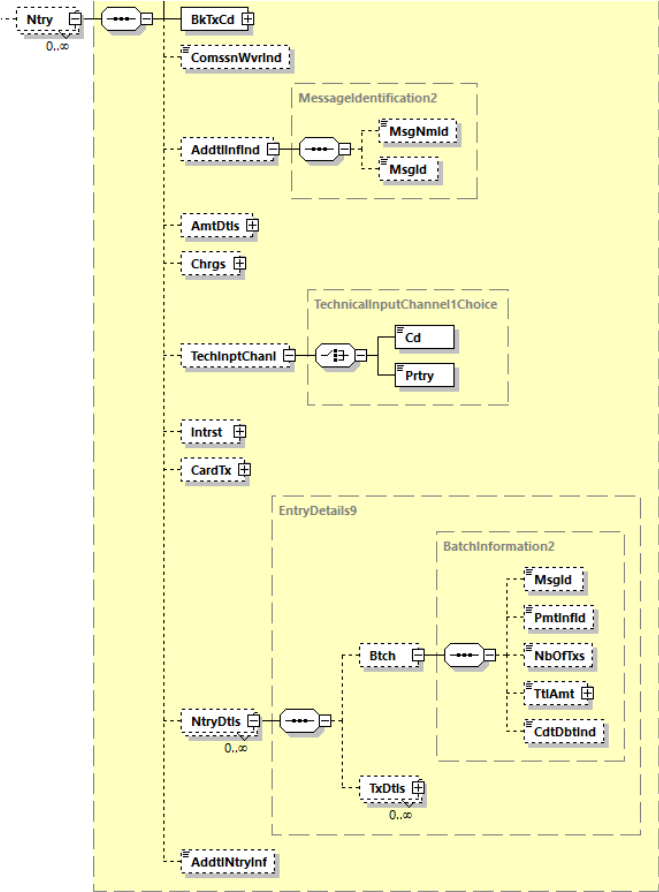 Ntry
0..∞
BkTxCd
ComssnWvrInd
MessageIdentification2
MsgNmId
AddtlInfInd
MsgId
AmtDtls
Chrgs
TechnicalInputChannel1Choice
Cd
TechInptChanl
Prtry
Intrst
CardTx
EntryDetails9
BatchInformation2
MsgId
PmtInfId
Btch
NbOfTxs
TtlAmt
NtryDtls
0..∞
CdtDbtInd
TxDtls
0..∞
AddtlNtryInf